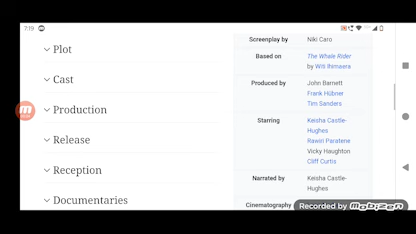 7:19
Plot
Cast
Production
Release
Reception
Documentaries
Screenplay by Niki Caro
Based on The Whale Rider
by Witi Ihimaera
Produced by John Barnett
Frank Hübner
Tim Sanders
Starring Keisha Castle-
Hughes
Rawiri Paratene
Vicky Haughton
Cliff Curtis
Narrated by Keisha Castle-
Hughes
Cinematography
Recorded by Mobizen